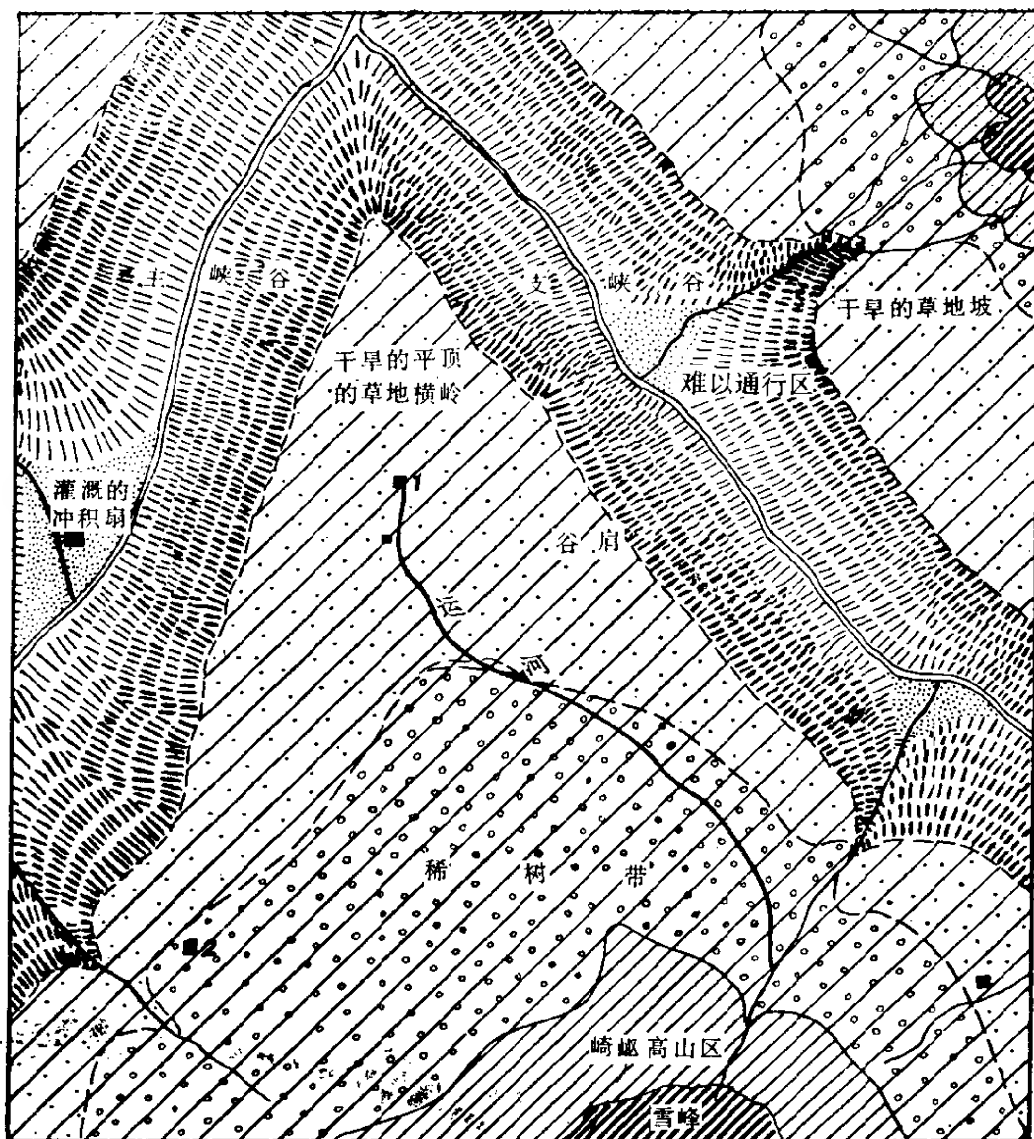 主 峡 谷
支 峡 谷
干旱的草地坡
干旱的平顶
的草地横岭
难以通行区
灌溉的
冲积扇
1
谷 肩
运 河
稀 树 带
2
崎岖高山区
雪峰